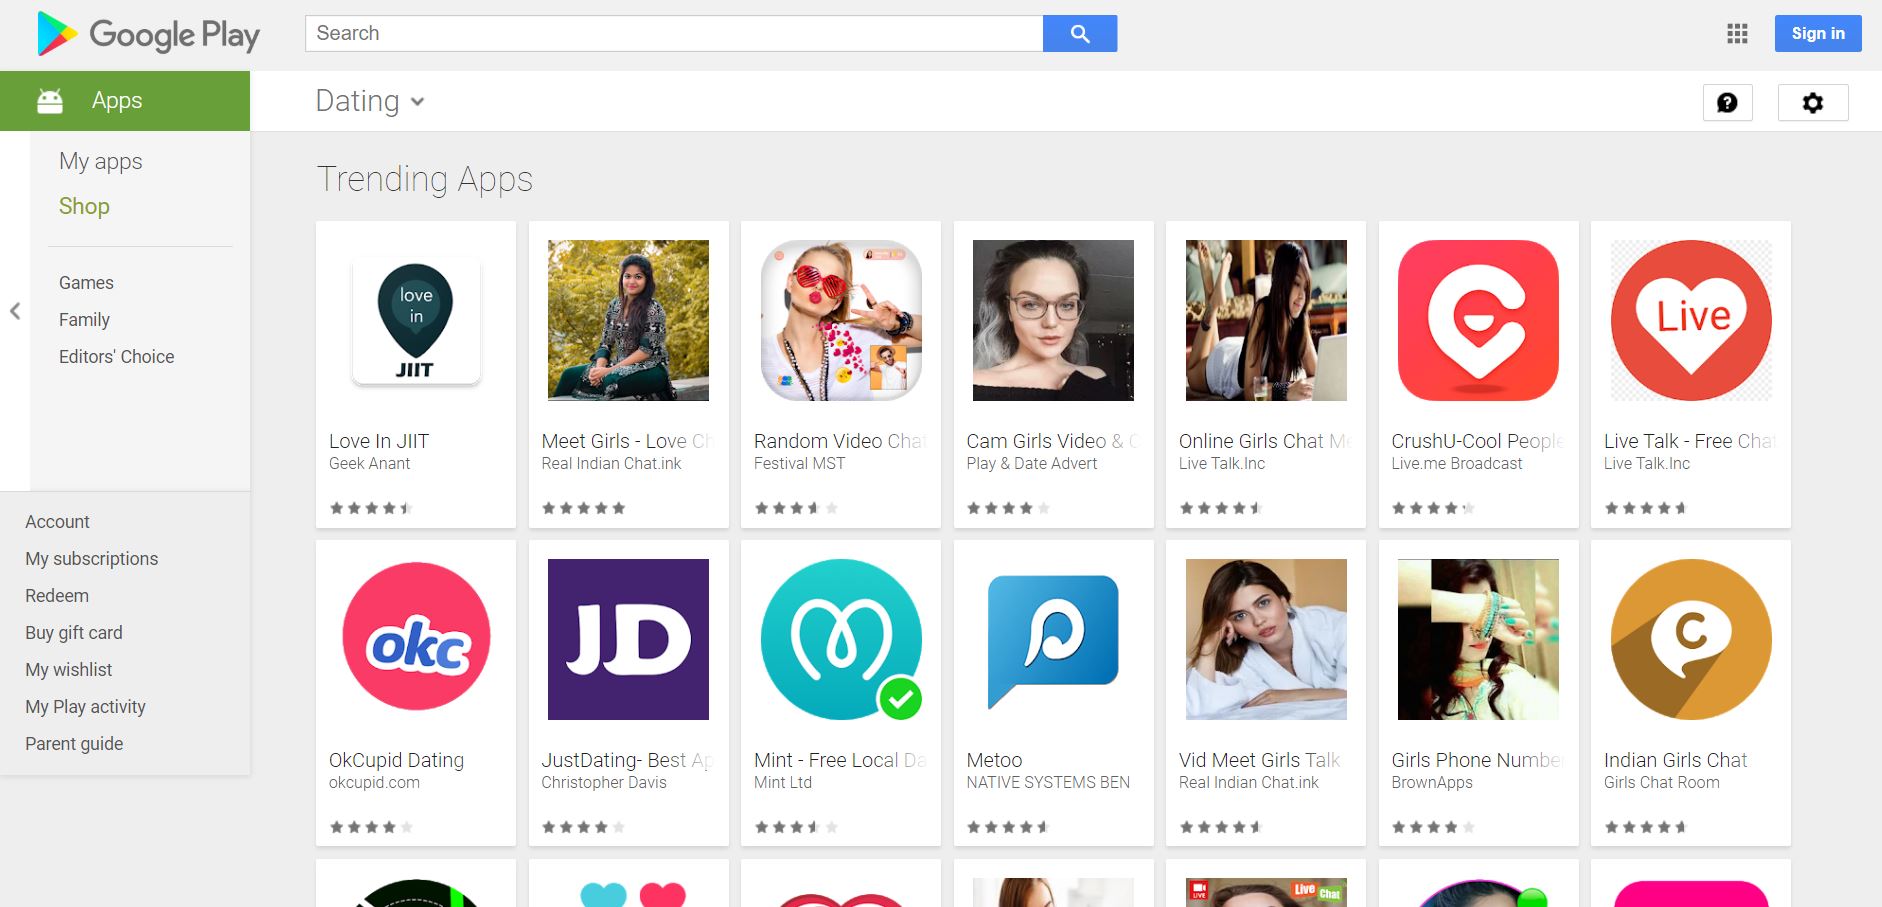 Google Play
Search
Sign in
Apps
Dating
My apps
Shop
Games
Family
Editors' Choice
Account
My subscriptions
Redeem
Buy gift card
My wishlist
My Play activity
Parent guide
Trending Apps
love
in
JIIT
Live
Love In JIIT
Geek Anant
Meet Girls - Love Ch
Real Indian Chat.ink
Random Video Chat
Festival MST
Cam Girls Video & C
Play & Date Advert
Online Girls Chat Me
Live Talk.Inc
CrushU-Cool People
Live.me Broadcast
Live Talk - Free Chat
Live Talk.Inc
okc
JD
C
OkCupid Dating
okcupid.com
JustDating- Best Ap
Christopher Davis
Mint - Free Local Da
Mint Ltd
Metoo
NATIVE SYSTEMS BEN
Vid Meet Girls Talk
Real Indian Chat.ink
Girls Phone Number
BrownApps
Indian Girls Chat
Girls Chat Room
LIVE
Live
Chat